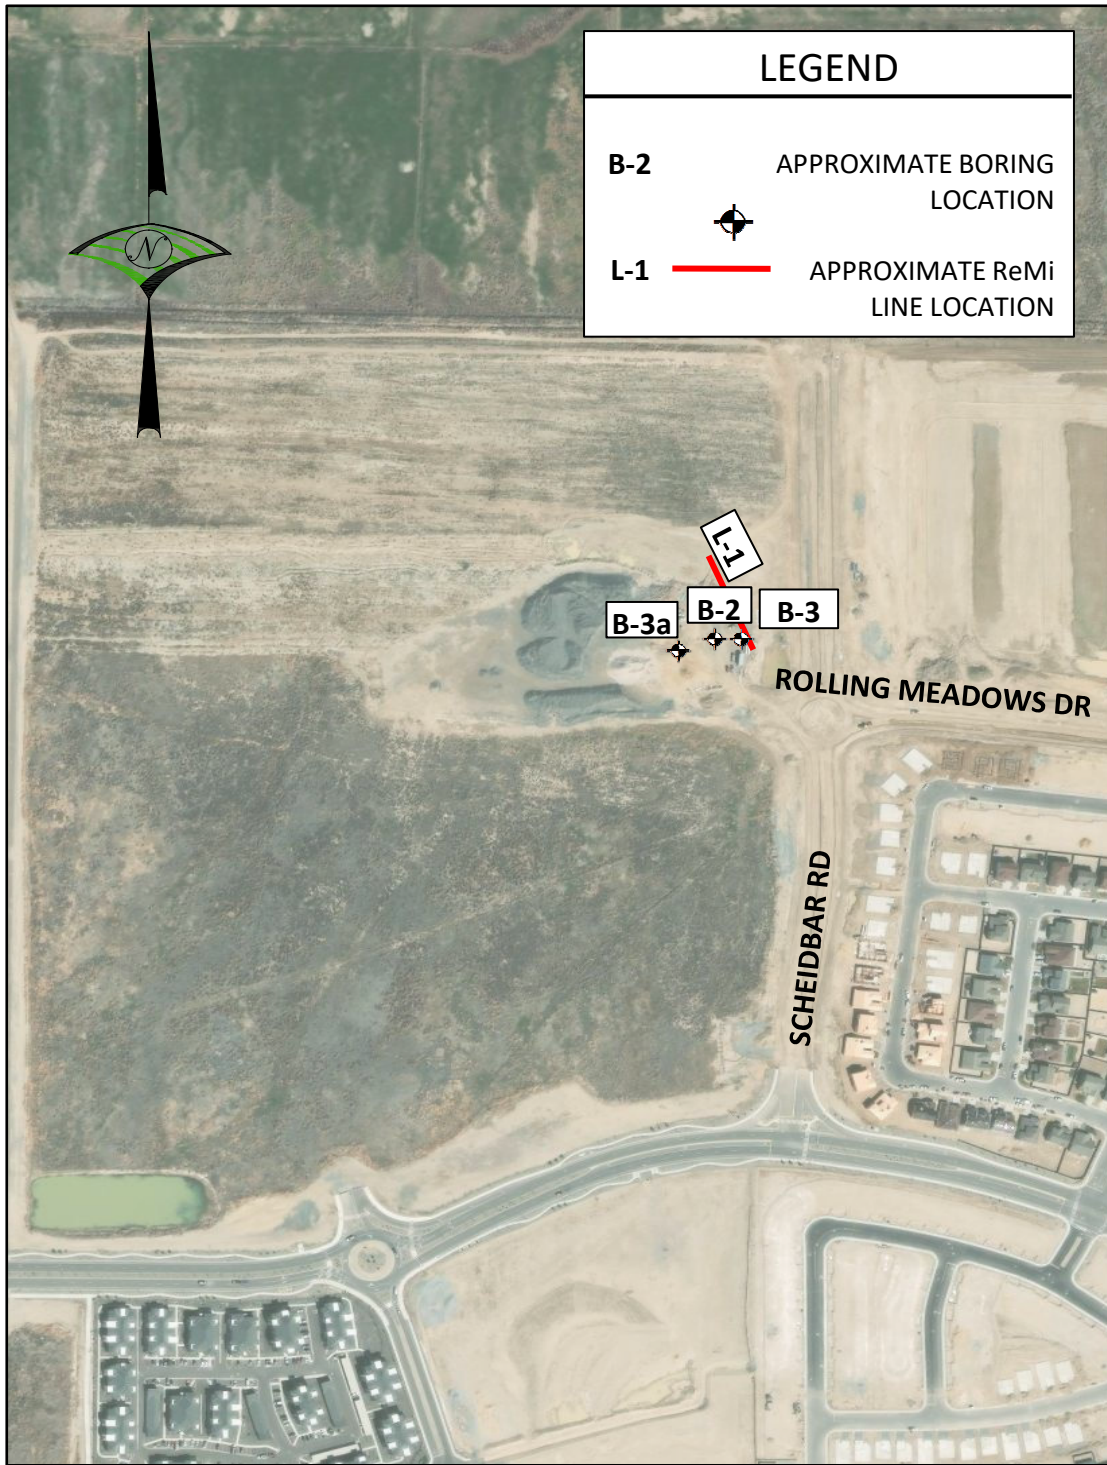 LEGEND
B-2 APPROXIMATE BORING
LOCATION
L-1 APPROXIMATE ReMi
LINE LOCATION
N
L-1
B-2
B-3
B-3a
ROLLING MEADOWS DR
SCHEIDBAR RD